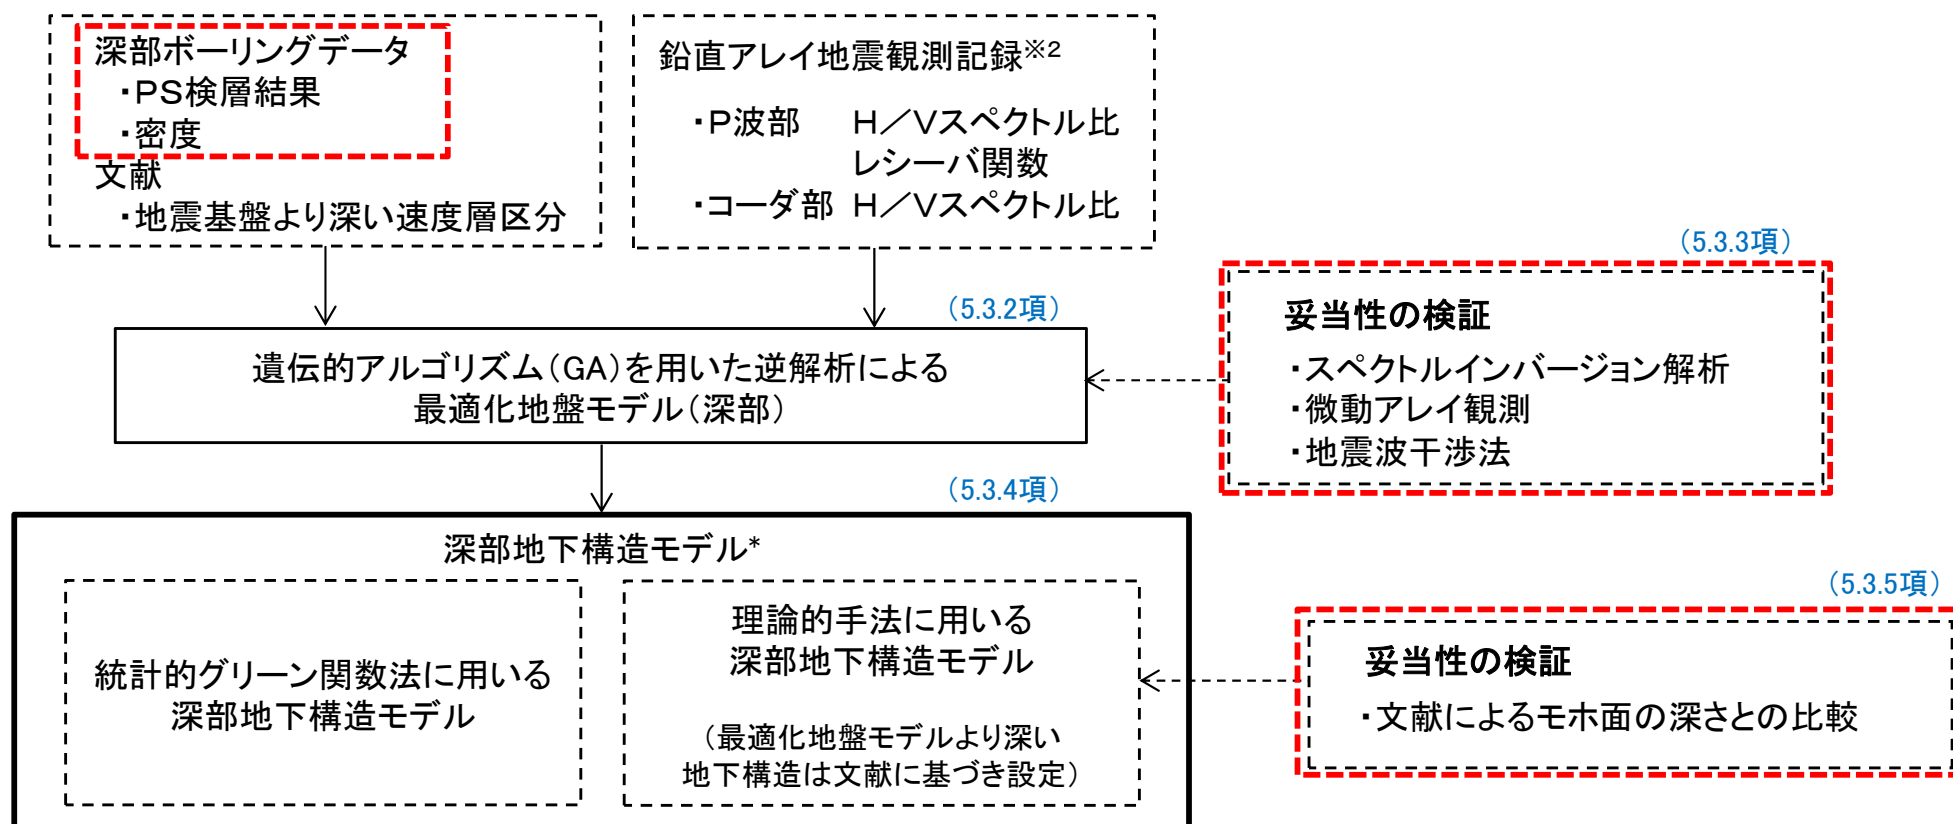 深部ボーリングデータ
・PS検層結果
・密度
文献
・地震基盤より深い速度層区分
鉛直アレイ地震観測記録※2
・P波部 H／Vスペクトル比
レシーバ関数
・コーダ部 H／Vスペクトル比
（5.3.3項）
妥当性の検証
・スペクトルインバージョン解析
・微動アレイ観測
・地震波干渉法
（5.3.2項）
遺伝的アルゴリズム（GA）を用いた逆解析による
最適化地盤モデル（深部）
（5.3.4項）
深部地下構造モデル*
統計的グリーン関数法に用いる
深部地下構造モデル
理論的手法に用いる
深部地下構造モデル
（最適化地盤モデルより深い
地下構造は文献に基づき設定）
（5.3.5項）
妥当性の検証
・文献によるモホ面の深さとの比較